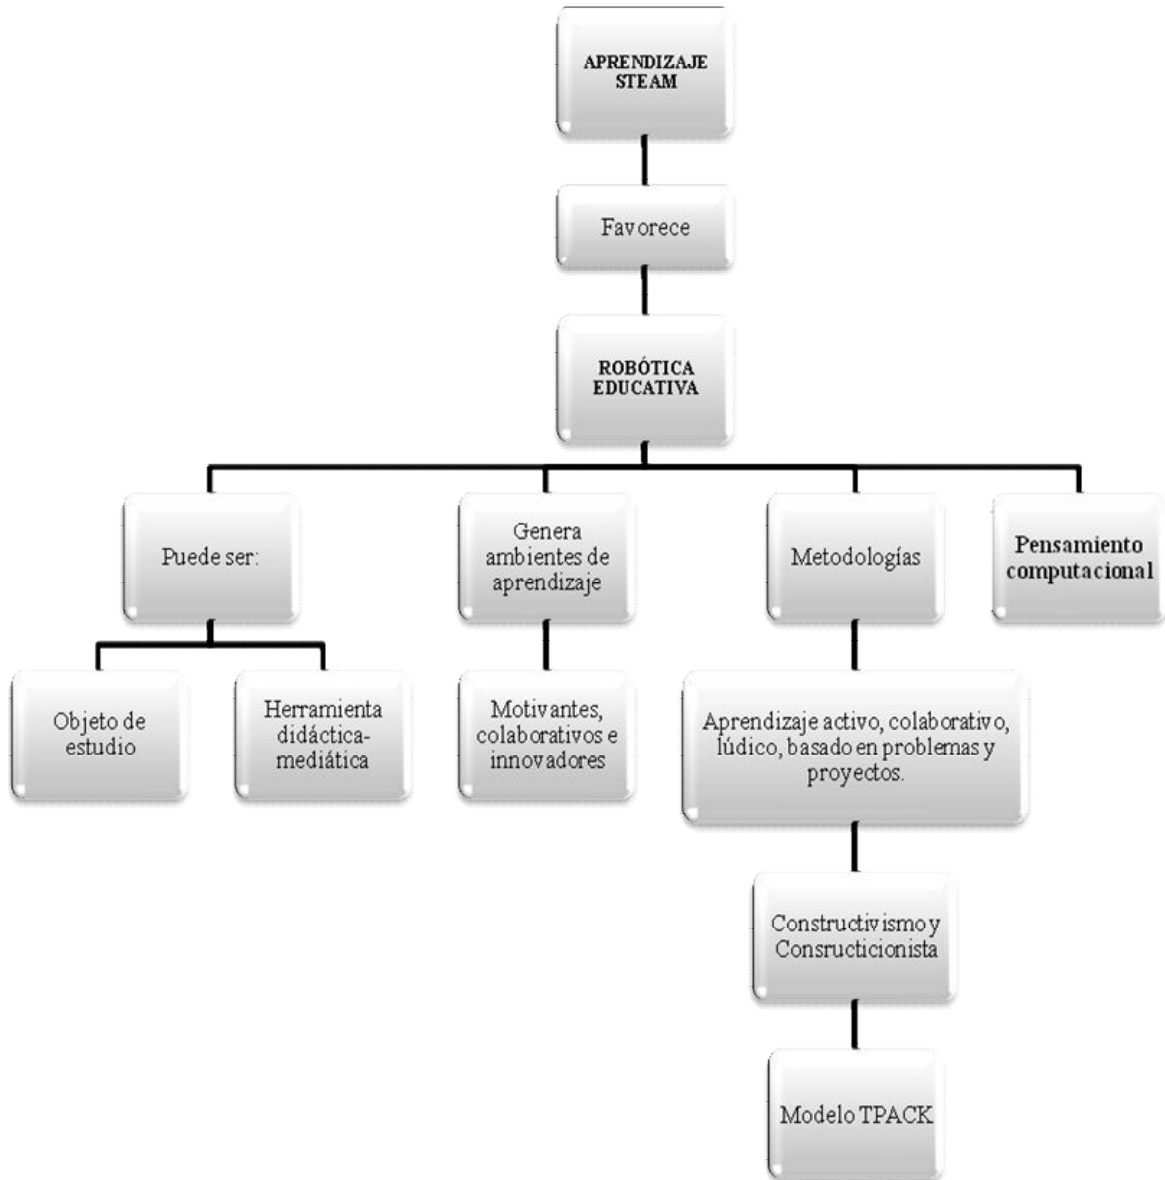 APRENDIZAJE
STEAM
Favorece
ROBÓTICA
EDUCATIVA
Puede ser:
Genera
ambientes de
aprendizaje
Metodologías
Pensamiento
computacional
Objeto de
estudio
Herramienta
didáctica-
mediática
Motivantes,
colaborativos e
innovadores
Aprendizaje activo, colaborativo,
lúdico, basado en problemas y
proyectos.
Constructivismo y
Consructicionista
Modelo TPACK